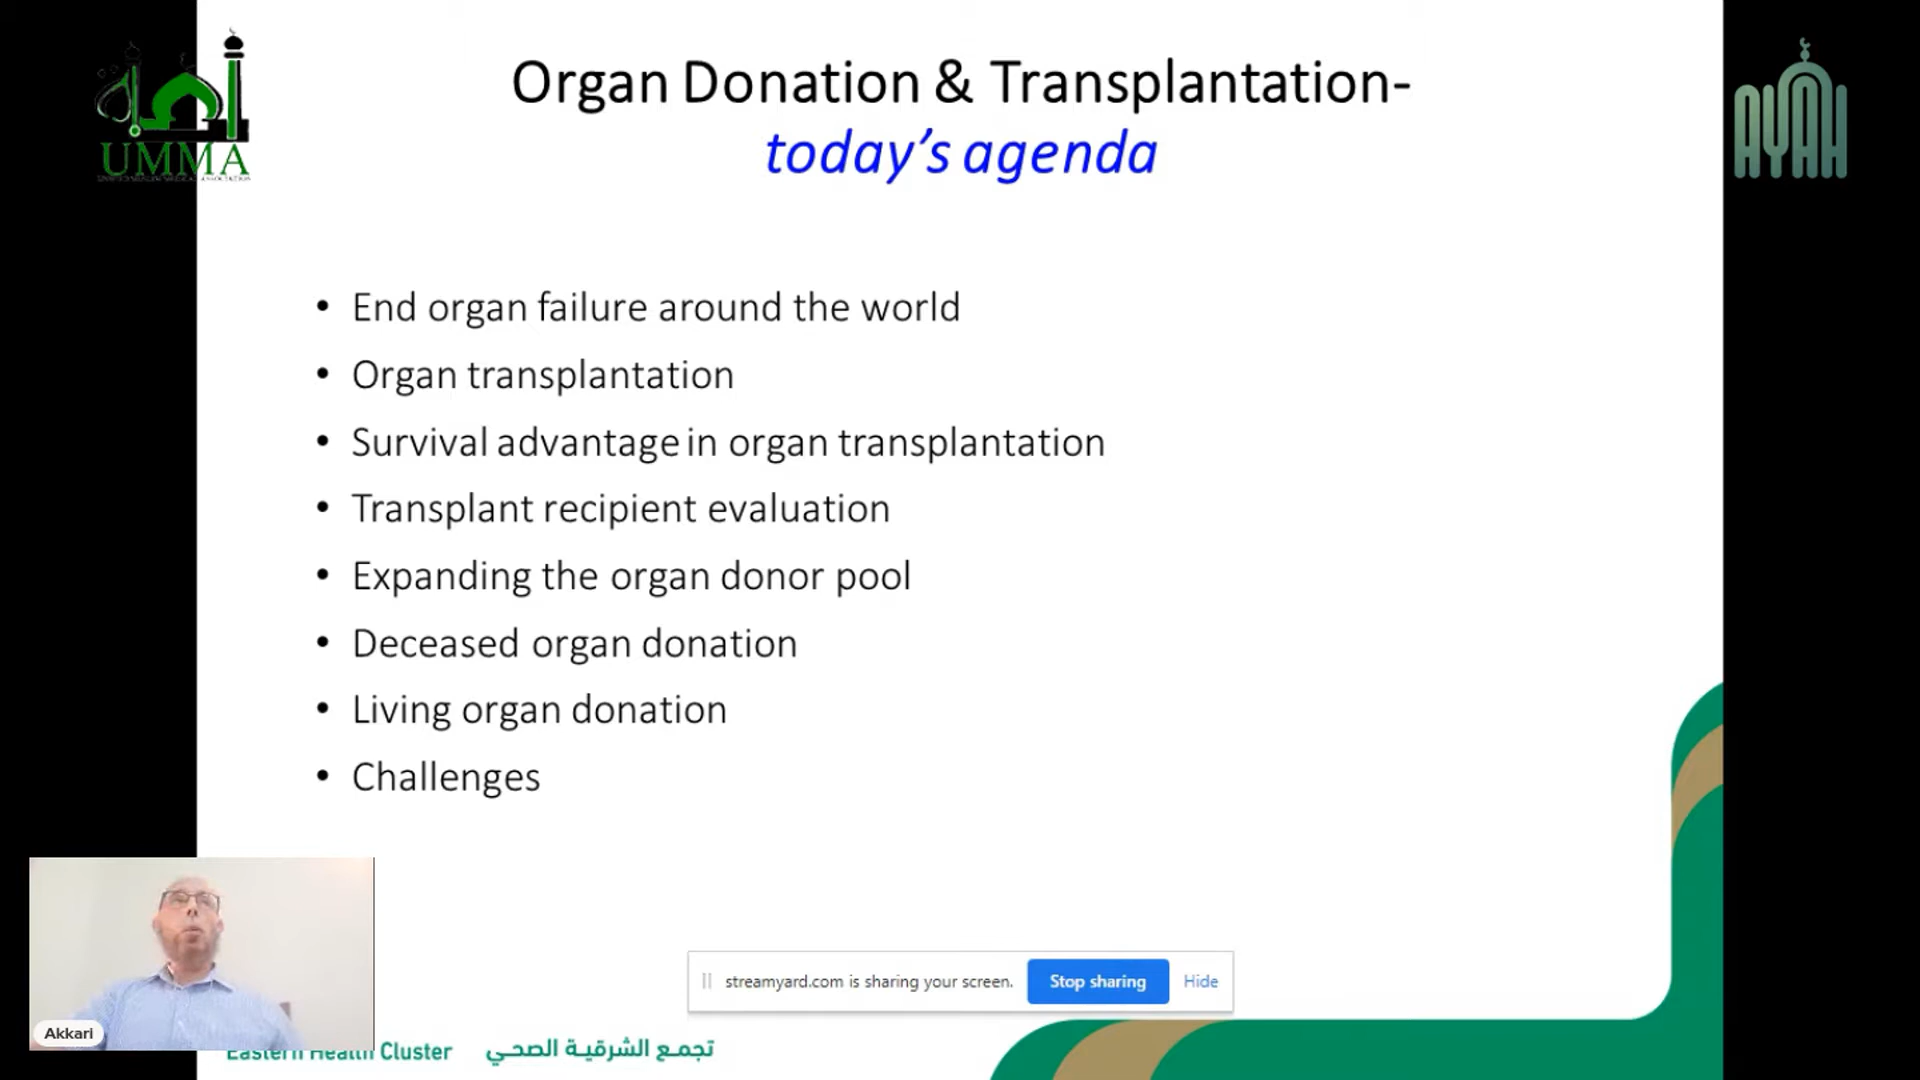 Organ Donation & Transplantation-
today's agenda
UMMA
AYAH
• End organ failure around the world
• Organ transplantation
• Survival advantage in organ transplantation
• Transplant recipient evaluation
• Expanding the organ donor pool
• Deceased organ donation
• Living organ donation
• Challenges
streamyard.com is sharing your screen. Stop sharing Hide
Akkari
Eastern Health Cluster تجمع الشرقية الصحي